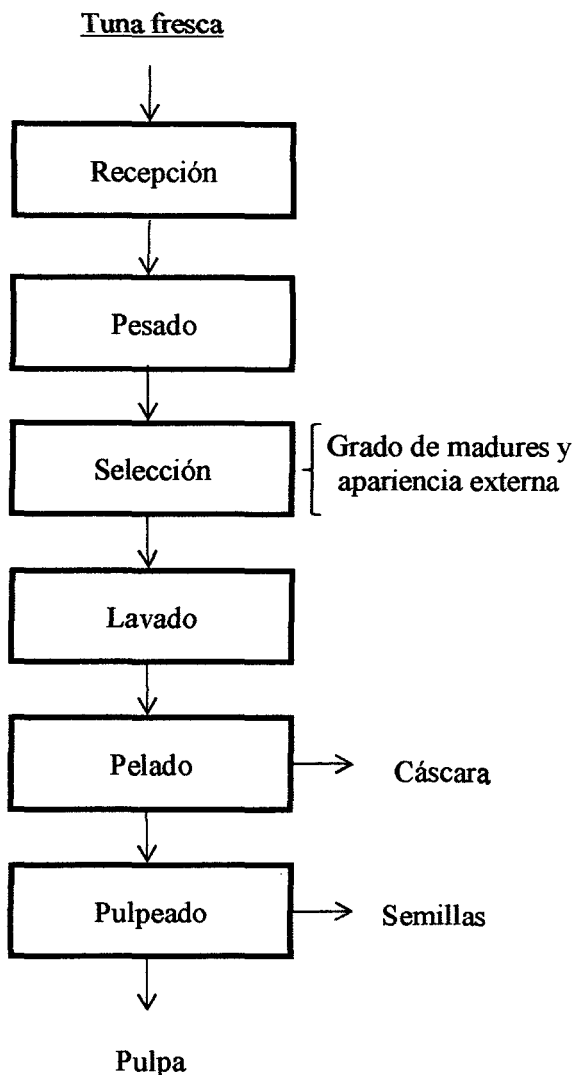 Tuna fresca
Recepción
Pesado
Selección
Grado de madures y
apariencia externa
Lavado
Pelado
Cáscara
Pulpeado
Semillas
Pulpa